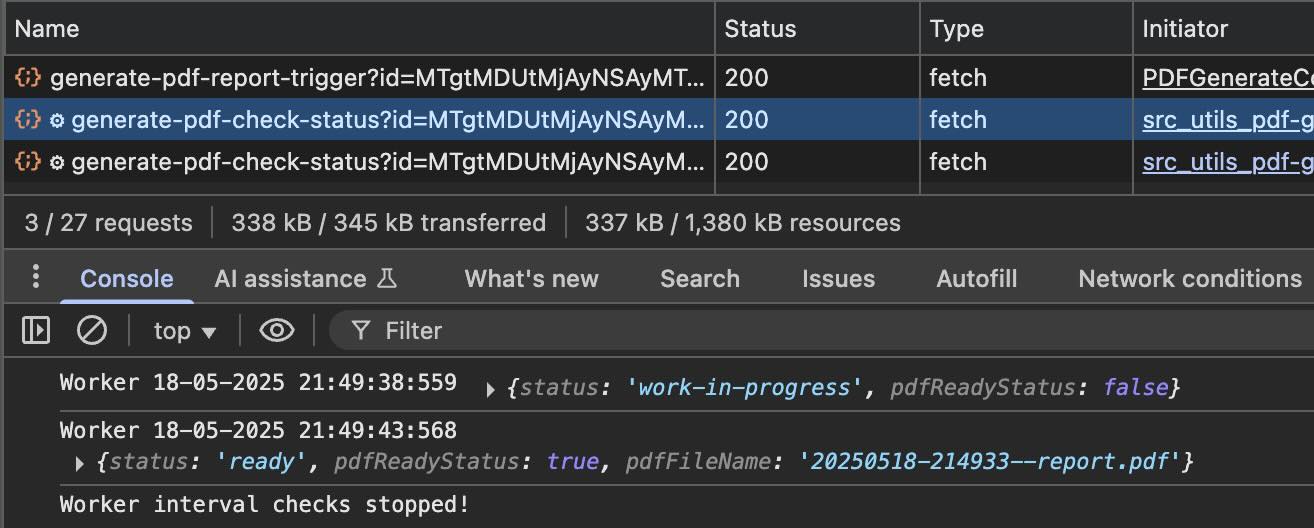 Name Status Type Initiator
{;} generate-pdf-report-trigger?id=MTgtMDUtMjAyNSAyMT... 200 fetch PDFGenerateCo
{;} generate-pdf-check-status?id=MTgtMDUtMjAyNSAyM... 200 fetch src_utils_pdf-g
{;} generate-pdf-check-status?id=MTgtMDUtMjAyNSAyM... 200 fetch src_utils_pdf-g
3 / 27 requests 338 kB / 345 kB transferred 337 kB / 1,380 kB resources
Console AI assistance What's new Search Issues Autofill Network conditions
top Filter
Worker 18-05-2025 21:49:38:559 {status: 'work-in-progress', pdfReadyStatus: false}
Worker 18-05-2025 21:49:43:568
{status: 'ready', pdfReadyStatus: true, pdfFileName: '20250518-214933--report.pdf'}
Worker interval checks stopped!